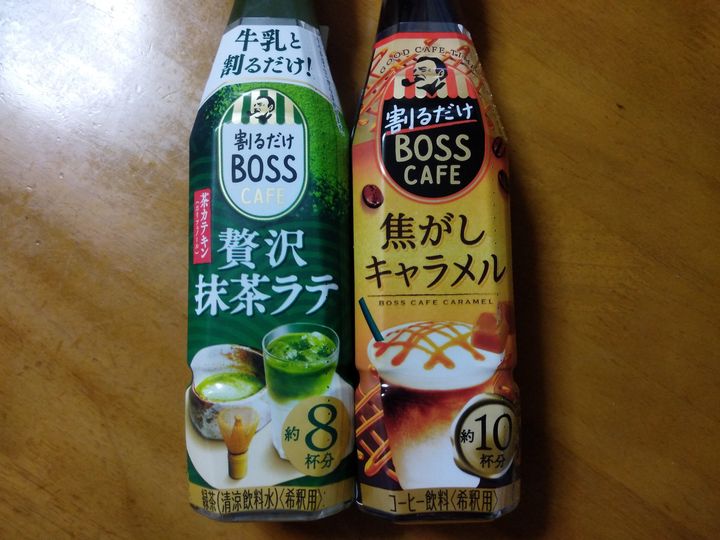 牛乳と
割るだけ!
割るだけ
BOSS
CAFE
茶カテキン
贅沢
抹茶ラテ
約8杯分
緑茶(清涼飲料水)〈希釈用〉
GOOD CAFE TIME
割るだけ
BOSS
CAFE
焦がし
キャラメル
BOSS CAFE CARAMEL
約10杯分
コーヒー飲料〈希釈用〉